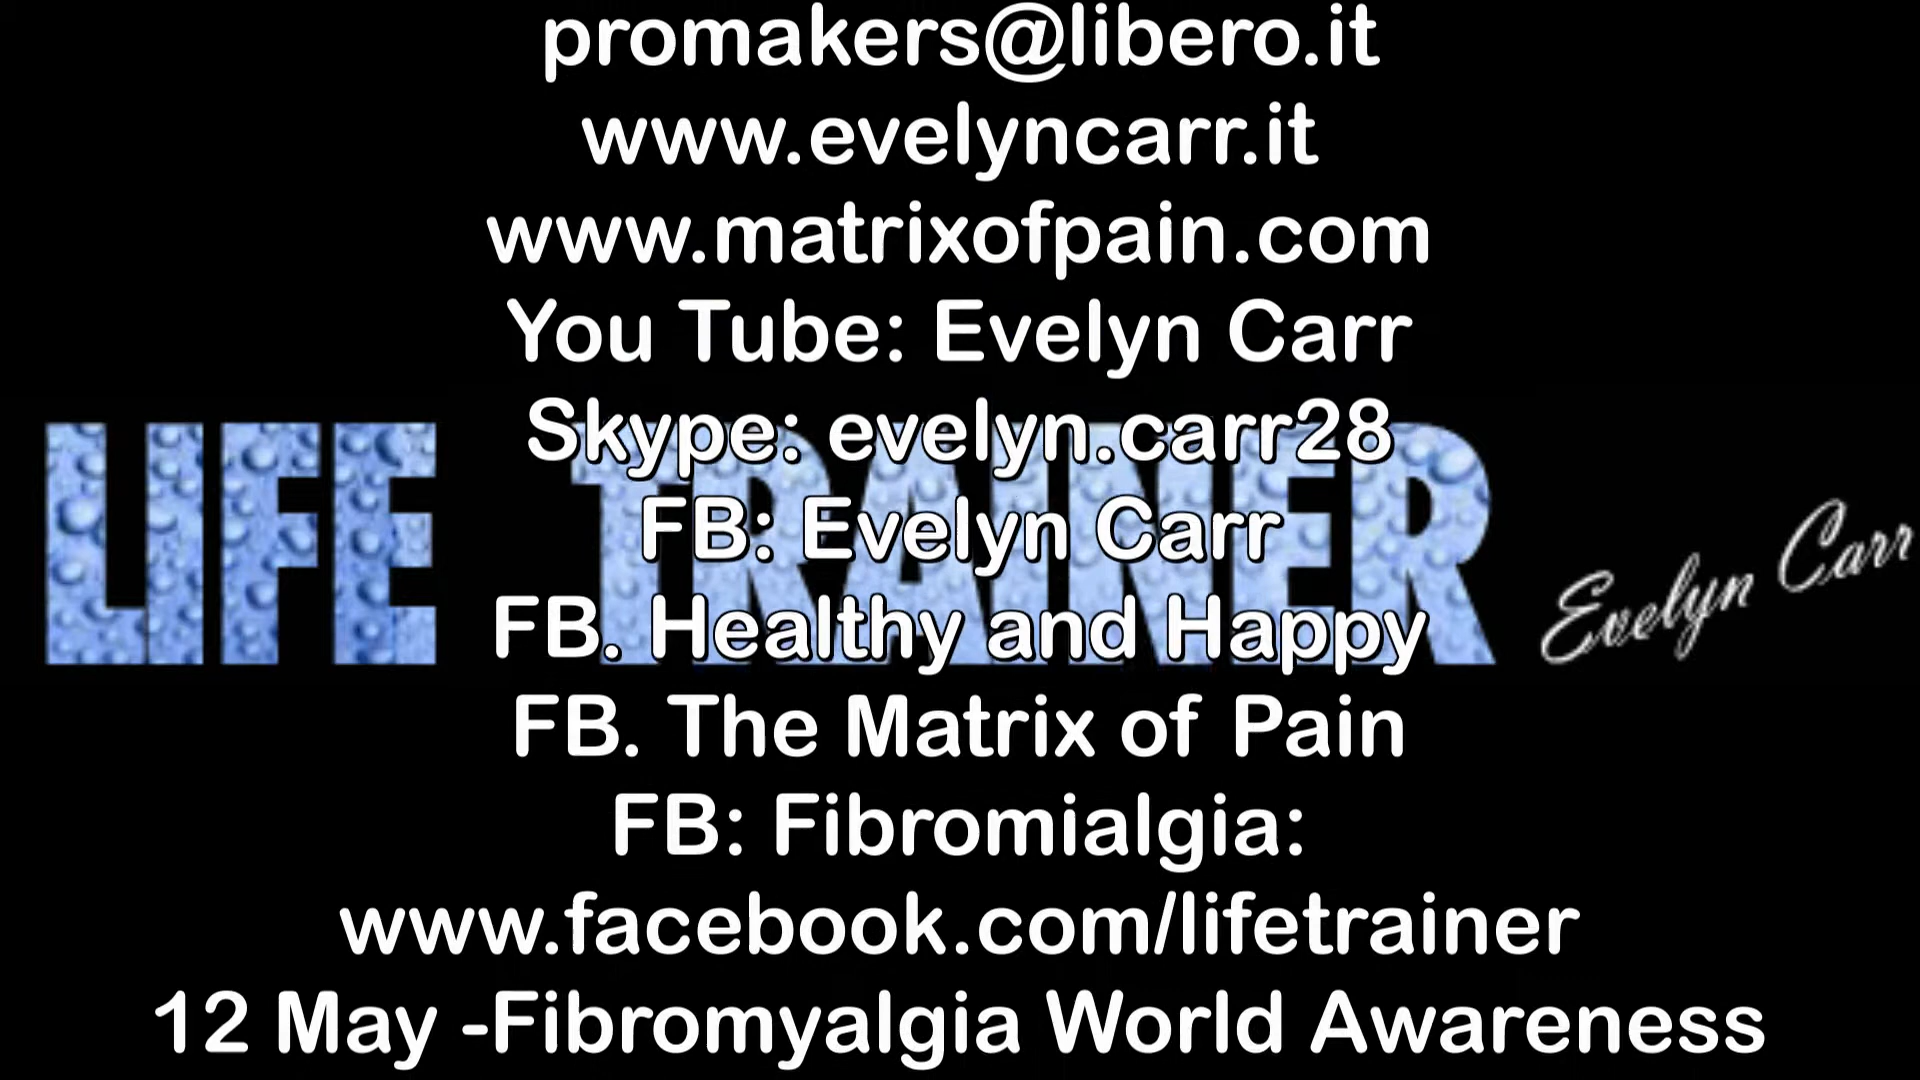 promakers@libero.it
www.evelyncarr.it
www.matrixofpain.com
You Tube: Evelyn Carr
Skype: evelyn.carr28
FB: Evelyn Carr
LIFE TRAINER Evelyn Carr
FB. Healthy and Happy
FB. The Matrix of Pain
FB: Fibromialgia:
www.facebook.com/lifetrainer
12 May -Fibromyalgia World Awareness